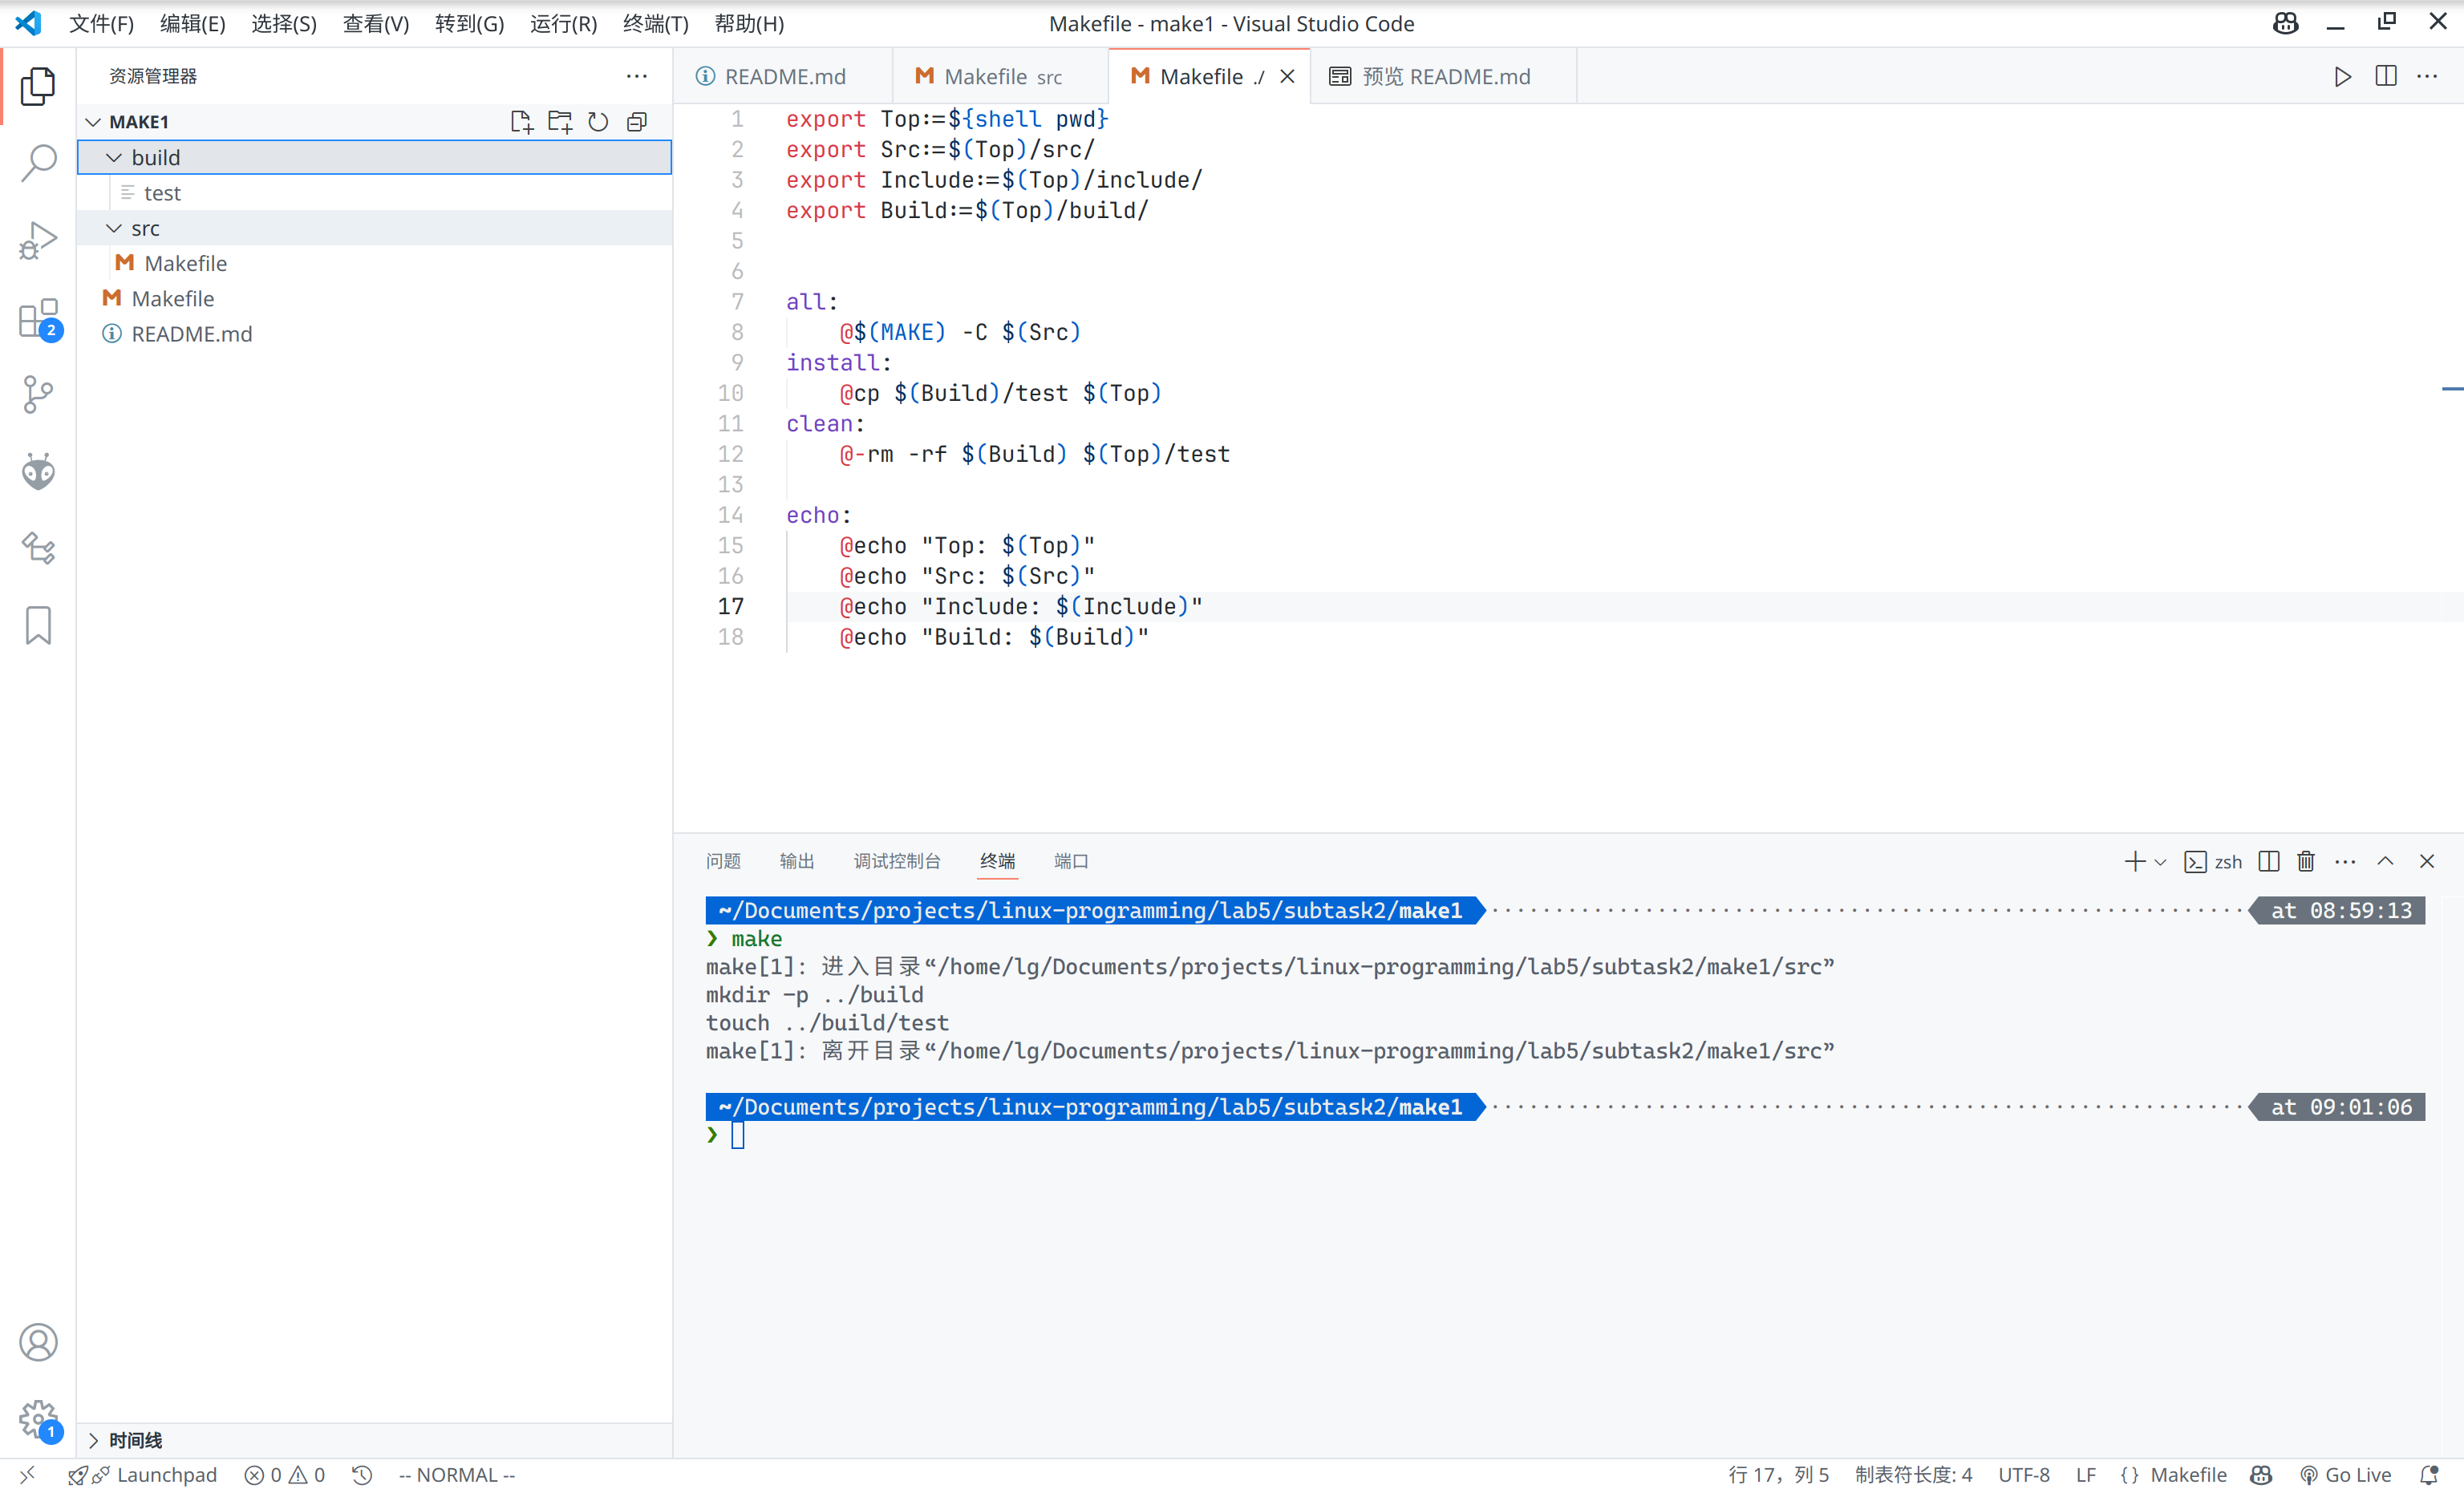 文件(F) 编辑(E) 选择(S) 查看(V) 转到(G) 运行(R) 终端(T) 帮助(H) Makefile - make1 - Visual Studio Code
资源管理器
MAKE1
build
test
src
Makefile
Makefile
README.md
时间线
2
1
README.md Makefile src Makefile ./ 预览 README.md
1 export Top:=${shell pwd}
2 export Src:=$(Top)/src/
3 export Include:=$(Top)/include/
4 export Build:=$(Top)/build/
5
6
7 all:
8 @$(MAKE) -C $(Src)
9 install:
10 @cp $(Build)/test $(Top)
11 clean:
12 @-rm -rf $(Build) $(Top)/test
13
14 echo:
15 @echo "Top: $(Top)"
16 @echo "Src: $(Src)"
17 @echo "Include: $(Include)"
18 @echo "Build: $(Build)"
问题 输出 调试控制台 终端 端口 zsh
~/Documents/projects/linux-programming/lab5/subtask2/make1 at 08:59:13
❯ make
make[1]: 进入目录“/home/lg/Documents/projects/linux-programming/lab5/subtask2/make1/src”
mkdir -p ../build
touch ../build/test
make[1]: 离开目录“/home/lg/Documents/projects/linux-programming/lab5/subtask2/make1/src”
~/Documents/projects/linux-programming/lab5/subtask2/make1 at 09:01:06
❯
Launchpad 0 0 -- NORMAL -- 行 17，列 5 制表符长度: 4 UTF-8 LF {} Makefile Go Live